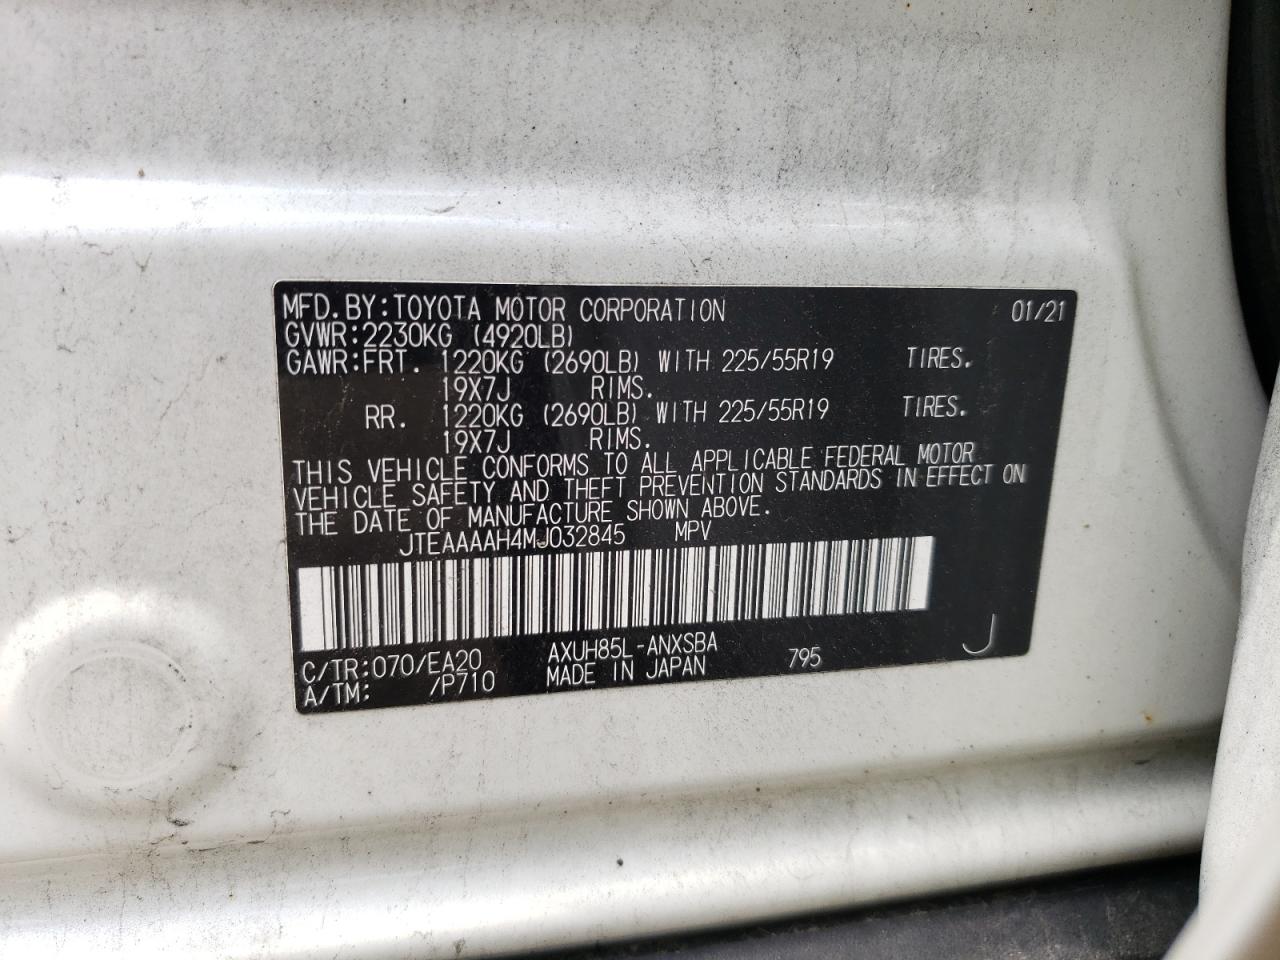 MFD.BY:TOYOTA MOTOR CORPORATION 01/21
GVWR:2230KG (4920LB)
GAWR:FRT. 1220KG (2690LB) WITH 225/55R19 TIRES.
19X7J RIMS.
RR. 1220KG (2690LB) WITH 225/55R19 TIRES.
19X7J RIMS.
THIS VEHICLE CONFORMS TO ALL APPLICABLE FEDERAL MOTOR
VEHICLE SAFETY AND THEFT PREVENTION STANDARDS IN EFFECT ON
THE DATE OF MANUFACTURE SHOWN ABOVE.
JTEAAAAH4MJ032845 MPV
C/TR:070/EA20 AXUH85L-ANXSBA 795 J
A/TM: /P710 MADE IN JAPAN